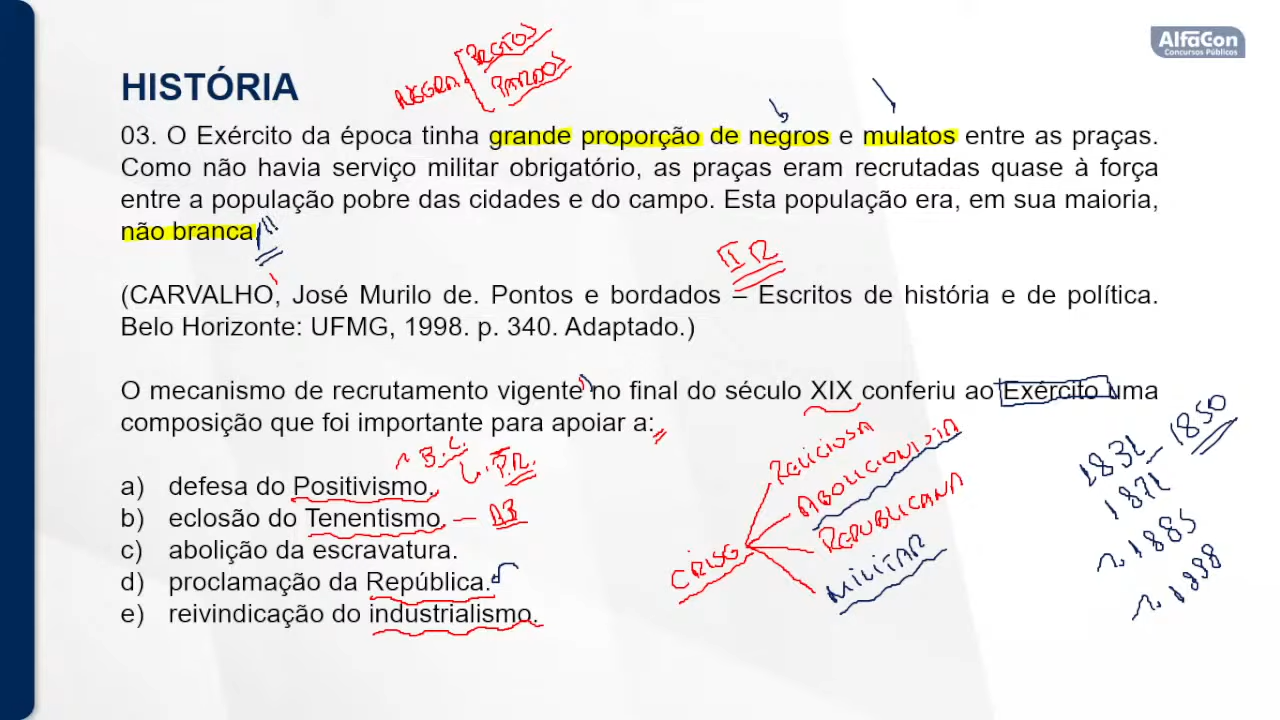 AlfaCon
Concursos Públicos
NEGRA PRETOS
PARDOS
HISTÓRIA
03. O Exército da época tinha grande proporção de negros e mulatos entre as praças.
Como não havia serviço militar obrigatório, as praças eram recrutadas quase à força
entre a população pobre das cidades e do campo. Esta população era, em sua maioria,
não branca.
II R
(CARVALHO, José Murilo de. Pontos e bordados – Escritos de história e de política.
Belo Horizonte: UFMG, 1998. p. 340. Adaptado.)
O mecanismo de recrutamento vigente no final do século XIX conferiu ao Exército uma
composição que foi importante para apoiar a:
B.C.
P.R.
a) defesa do Positivismo.
b) eclosão do Tenentismo.
c) abolição da escravatura.
d) proclamação da República.
e) reivindicação do industrialismo.
CRISE
RELIGIOSA
ABOLICIONISTA
REPUBLICANA
MILITAR
1831 - 1850
1871
1885
1888